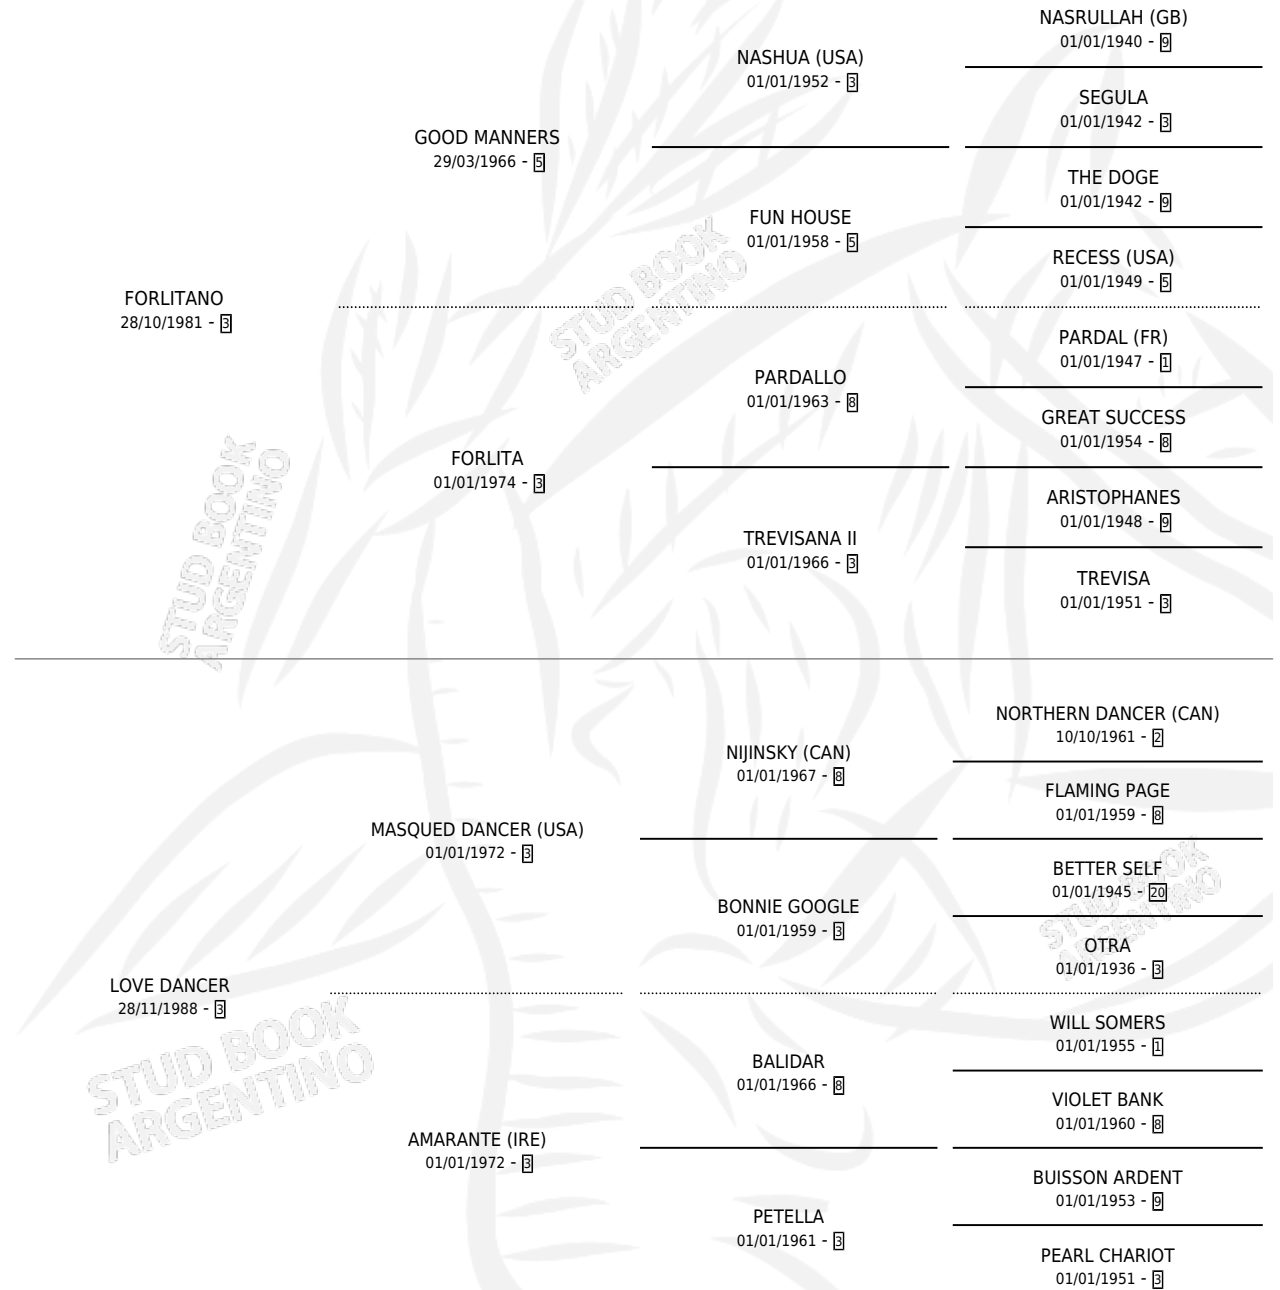 NASRULLAH (GB)
01/01/1940 - 9
NASHUA (USA)
01/01/1952 - 3
SEGULA
01/01/1942 - 3
GOOD MANNERS
29/03/1966 - 5
THE DOGE
01/01/1942 - 9
FUN HOUSE
01/01/1958 - 5
RECESS (USA)
01/01/1949 - 5
FORLITANO
28/10/1981 - 3
PARDAL (FR)
01/01/1947 - 1
PARDALLO
01/01/1963 - 8
GREAT SUCCESS
01/01/1954 - 8
FORLITA
01/01/1974 - 3
ARISTOPHANES
01/01/1948 - 9
TREVISANA II
01/01/1966 - 3
TREVISA
01/01/1951 - 3
STUD BOOK
ARGENTINO
STUD BOOK
ARGENTINO
NORTHERN DANCER (CAN)
10/10/1961 - 2
NIJINSKY (CAN)
01/01/1967 - 8
FLAMING PAGE
01/01/1959 - 8
MASQUED DANCER (USA)
01/01/1972 - 3
BETTER SELF
01/01/1945 - 20
BONNIE GOOGLE
01/01/1959 - 3
OTRA
01/01/1936 - 3
LOVE DANCER
28/11/1988 - 3
WILL SOMERS
01/01/1955 - 1
BALIDAR
01/01/1966 - 8
VIOLET BANK
01/01/1960 - 8
AMARANTE (IRE)
01/01/1972 - 3
BUISSON ARDENT
01/01/1953 - 9
PETELLA
01/01/1961 - 3
PEARL CHARIOT
01/01/1951 - 3
STUD BOOK
ARGENTINO
STUD BOOK
ARGENTINO